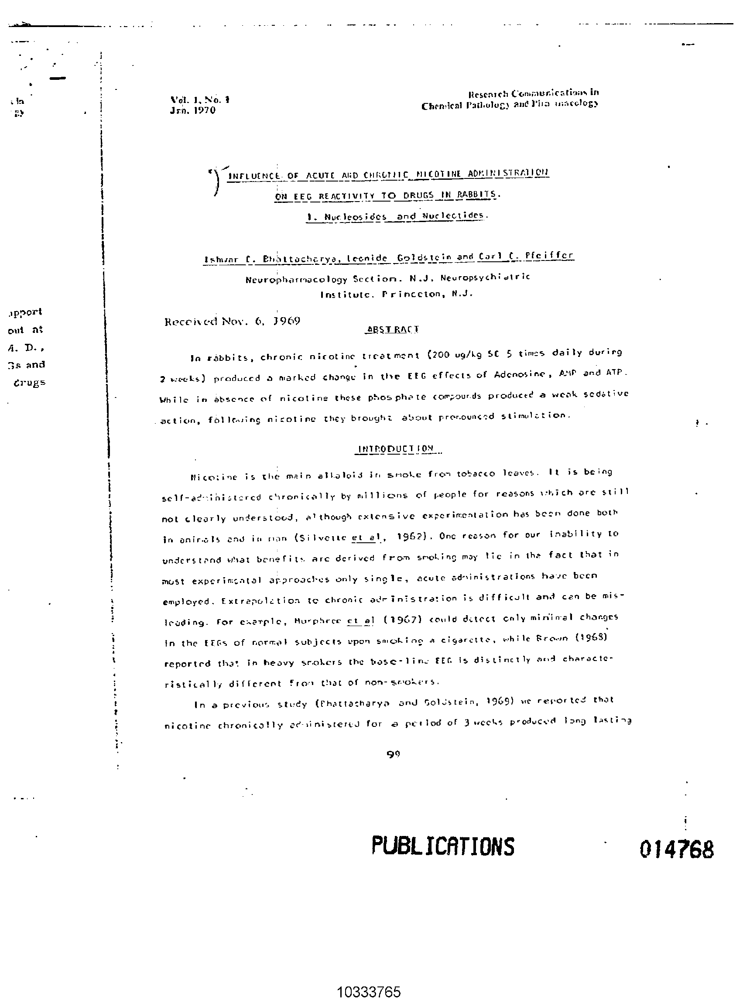 Vol. 1, No. 1
Jan. 1970
Research Communications in
Chemical Pathology and Pharmacology
INFLUENCE OF ACUTE AND CHRONIC NICOTINE ADMINISTRATION
ON EEG REACTIVITY TO DRUGS IN RABBITS.
1. Nucleosides and Nucleotides.
Ishwar C. Bhattacharya, Leonide Goldstein and Carl C. Pfeiffer
Neuropharmacology Section, N.J. Neuropsychiatric
Institute, Princeton, N.J.
Received Nov. 6, 1969
ABSTRACT
In rabbits, chronic nicotine treatment (200 ug/kg SC 5 times daily during
2 weeks) produced a marked change in the EEG effects of Adenosine, AMP and ATP.
While in absence of nicotine these phosphate compounds produced a weak sedative
action, following nicotine they brought about pronounced stimulation.
INTRODUCTION
Nicotine is the main alkaloid in smoke from tobacco leaves. It is being
self-administered chronically by millions of people for reasons which are still
not clearly understood, although extensive experimentation has been done both
in animals and in man (Silvette et al, 1962). One reason for our inability to
understand what benefits are derived from smoking may lie in the fact that in
most experimental approaches only single, acute administrations have been
employed. Extrapolation to chronic administration is difficult and can be mis-
leading. For example, Murphree et al (1967) could detect only minimal changes
in the EEGs of normal subjects upon smoking a cigarette, while Brown (1968)
reported that in heavy smokers the base-line EEG is distinctly and characte-
ristically different from that of non-smokers.
In a previous study (Bhattacharya and Goldstein, 1969) we reported that
nicotine chronically administered for a period of 3 weeks produced long lasting
99
pport
out at
A. D.,
and
drugs
PUBLICATIONS
014768
10333765